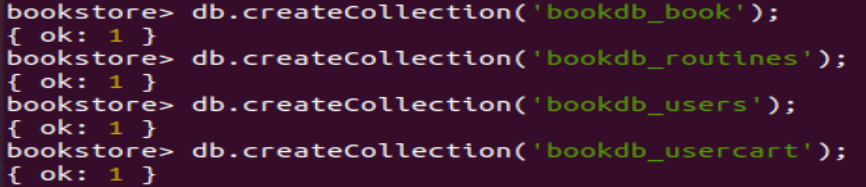 bookstore> db.createCollection('bookdb_book');
{ ok: 1 }
bookstore> db.createCollection('bookdb_routines');
{ ok: 1 }
bookstore> db.createCollection('bookdb_users');
{ ok: 1 }
bookstore> db.createCollection('bookdb_usercart');
{ ok: 1 }